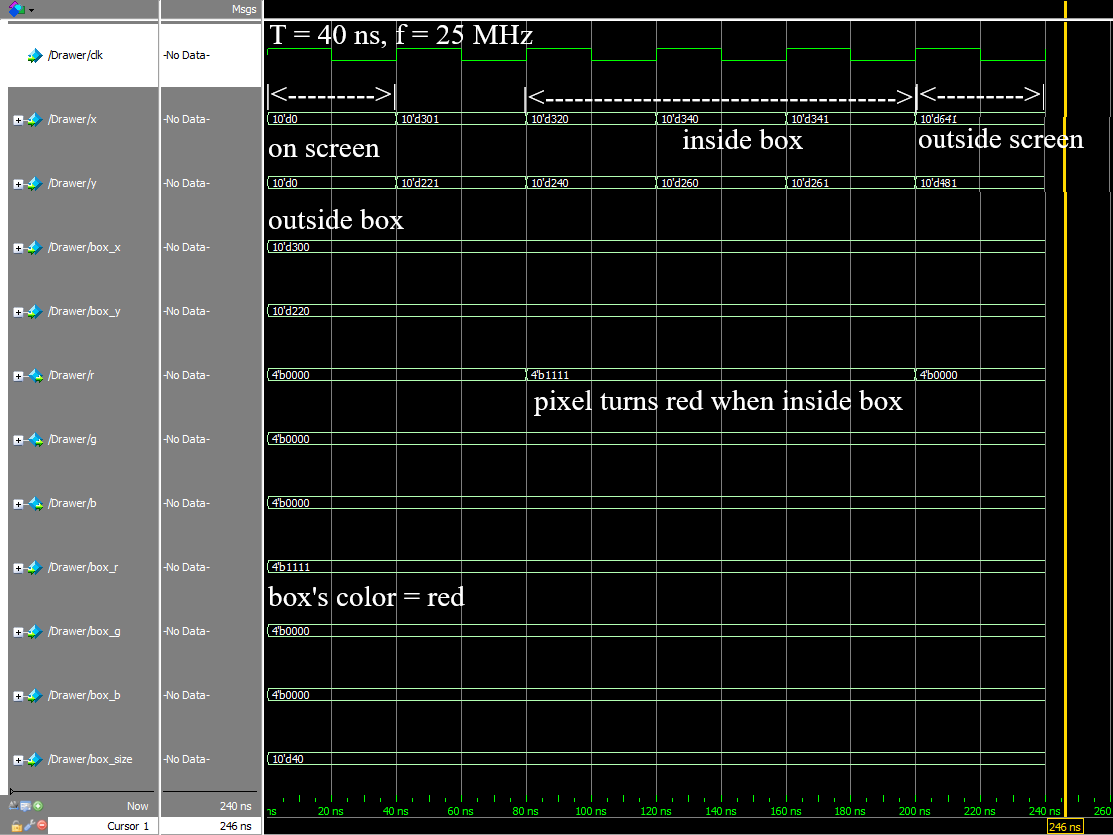 Msgs
T = 40 ns, f = 25 MHz
/Drawer/clk -No Data-
|<--------->| |<---------------------------->|<--------->|
/Drawer/x -No Data- 10'd0 10'd301 10'd320 10'd340 10'd341 10'd641
on screen inside box outside screen
/Drawer/y -No Data- 10'd0 10'd221 10'd240 10'd260 10'd261 10'd481
outside box
/Drawer/box_x -No Data- 10'd300
/Drawer/box_y -No Data- 10'd220
/Drawer/r -No Data- 4'b0000 4'b1111 4'b0000
pixel turns red when inside box
/Drawer/g -No Data- 4'b0000
/Drawer/b -No Data- 4'b0000
/Drawer/box_r -No Data- 4'b1111
box's color = red
/Drawer/box_g -No Data- 4'b0000
/Drawer/box_b -No Data- 4'b0000
/Drawer/box_size -No Data- 10'd40
Now 240 ns ns 20 ns 40 ns 60 ns 80 ns 100 ns 120 ns 140 ns 160 ns 180 ns 200 ns 220 ns 240 ns 260
Cursor 1 246 ns 246 ns